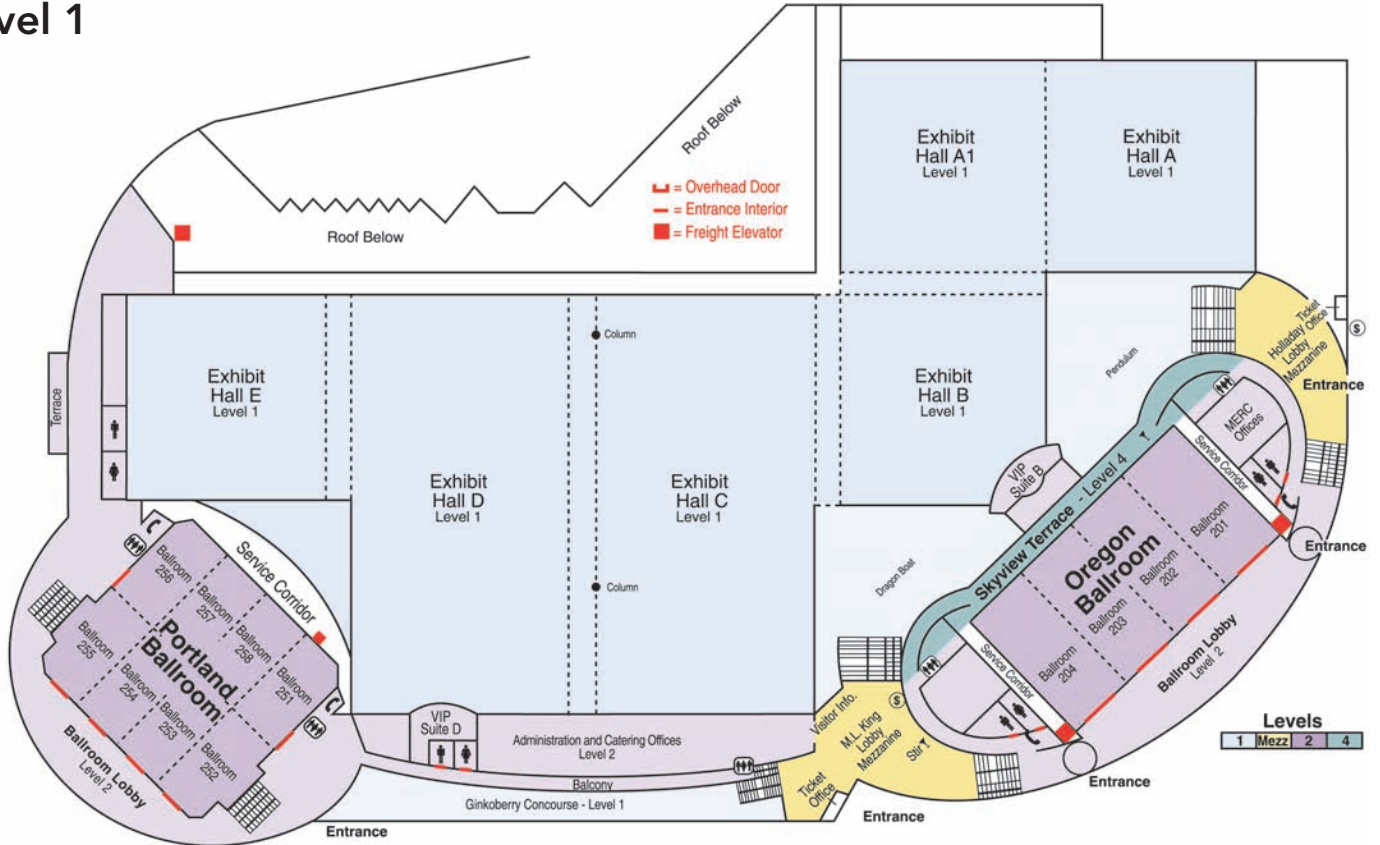 vel 1
Roof Below
Roof Below
= Overhead Door
= Entrance Interior
= Freight Elevator
Exhibit
Hall A1
Level 1
Exhibit
Hall A
Level 1
Column
Exhibit
Hall E
Level 1
Exhibit
Hall B
Level 1
Pendulum
Ticket
Office
Holladay
Lobby
Mezzanine
$
Entrance
Terrace
MERC
Offices
Service Corridor
VIP
Suite B
Skyview Terrace - Level 4
Exhibit
Hall D
Level 1
Exhibit
Hall C
Level 1
Oregon
Ballroom
Ballroom
201
Ballroom
202
Ballroom
203
Ballroom
204
Entrance
Service Corridor
Ballroom
256
Ballroom
257
Ballroom
258
Ballroom
251
Portland
Ballroom
Ballroom
255
Ballroom
254
Ballroom
253
Ballroom
252
Ballroom Lobby
Level 2
Column
Dragon Boat
Service Corridor
Ballroom Lobby
Level 2
VIP
Suite D
Administration and Catering Offices
Level 2
Balcony
Ginkoberry Concourse - Level 1
Visitor Info.
$
M.L. King
Lobby
Mezzanine
Stir
Ticket
Office
Levels
1 Mezz 2 4
Entrance
Entrance
Entrance